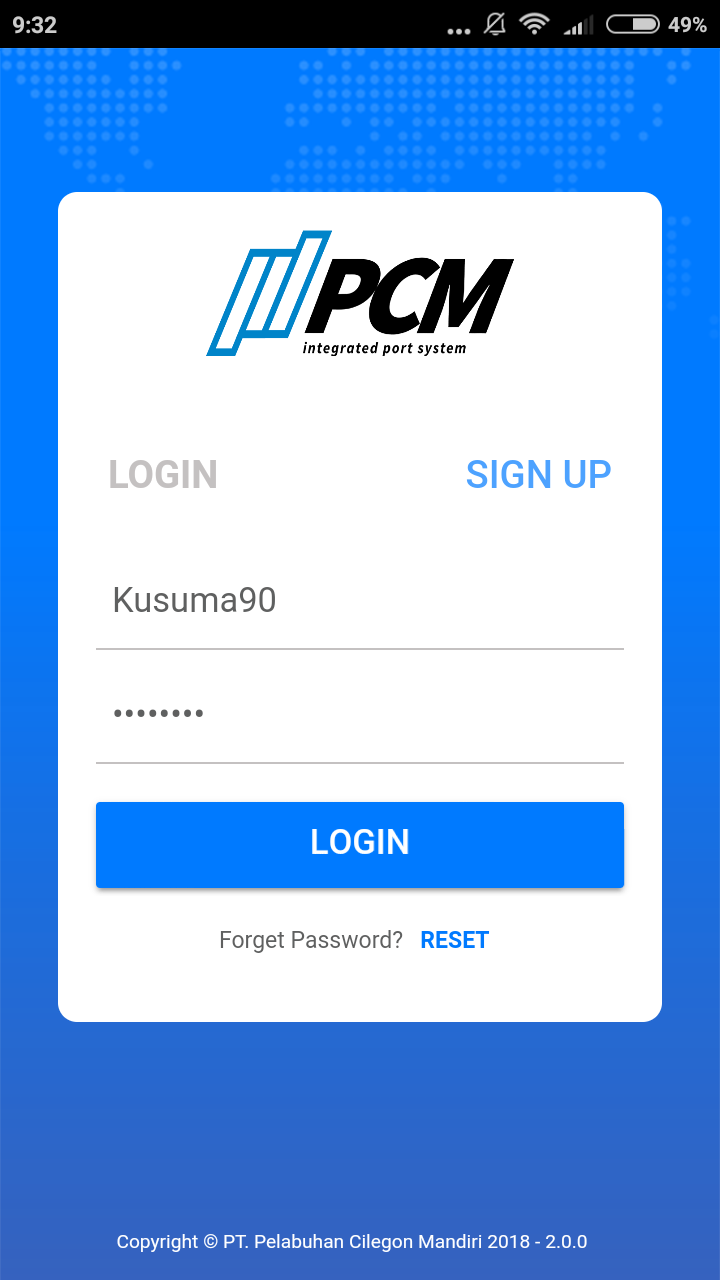 9:32
49%
PCM
integrated port system
LOGIN
SIGN UP
Kusuma90
••••••••
LOGIN
Forget Password? RESET
Copyright © PT. Pelabuhan Cilegon Mandiri 2018 - 2.0.0